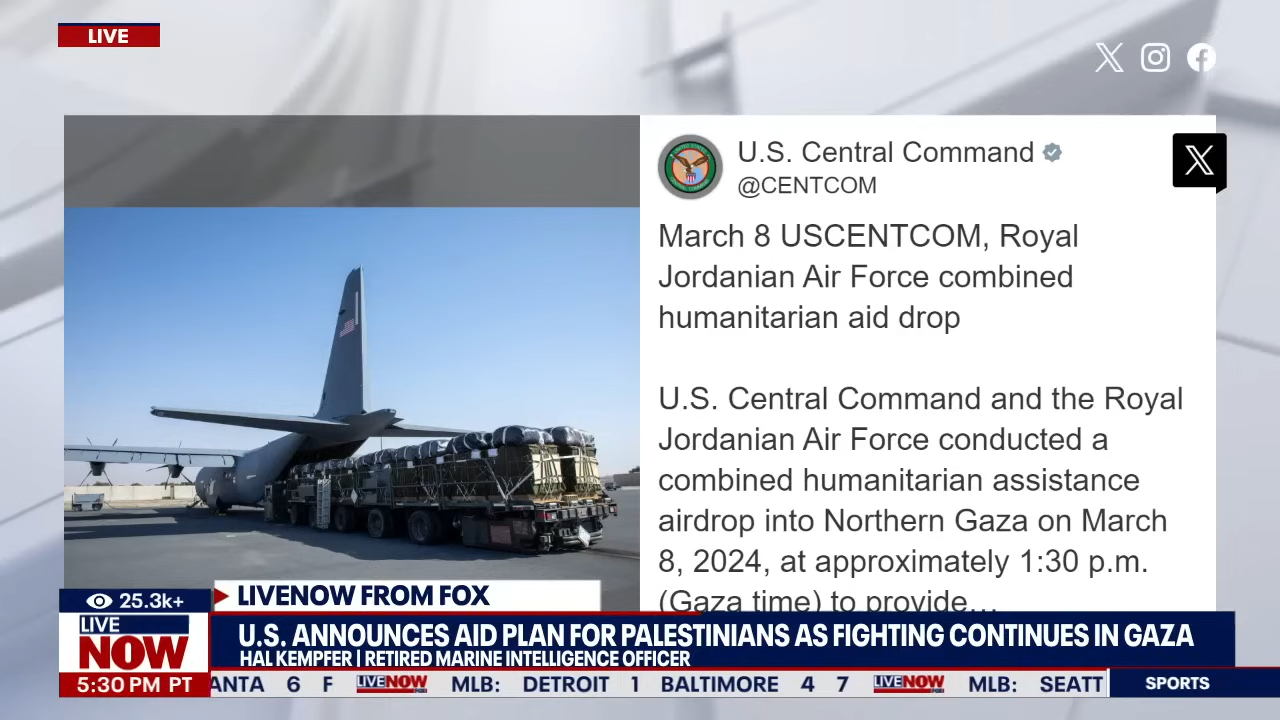 LIVE
U.S. Central Command
@CENTCOM
March 8 USCENTCOM, Royal
Jordanian Air Force combined
humanitarian aid drop
U.S. Central Command and the Royal
Jordanian Air Force conducted a
combined humanitarian assistance
airdrop into Northern Gaza on March
8, 2024, at approximately 1:30 p.m.
(Gaza time) to provide...
25.3k+
LIVENOW FROM FOX
LIVE
NOW
U.S. ANNOUNCES AID PLAN FOR PALESTINIANS AS FIGHTING CONTINUES IN GAZA
HAL KEMPFER | RETIRED MARINE INTELLIGENCE OFFICER
5:30 PM PT
ANTA 6 F LIVENOW MLB: DETROIT 1 BALTIMORE 4 7 LIVENOW MLB: SEATT
SPORTS